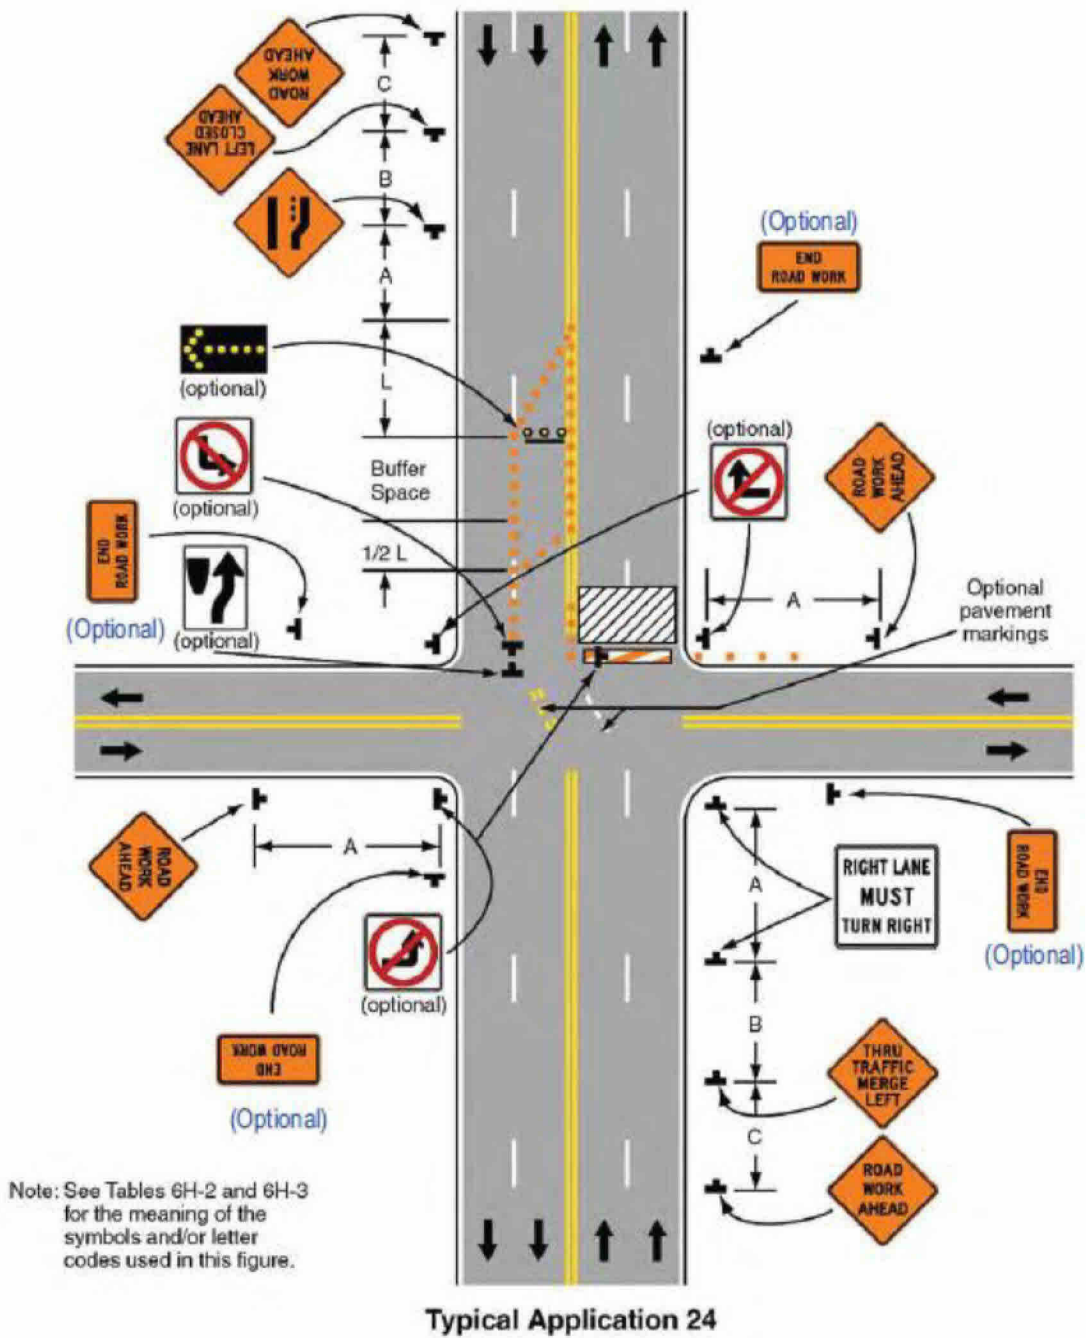 ROAD
WORK
AHEAD
C
LEFT LANE
CLOSED
AHEAD
B
A
(Optional)
END
ROAD WORK
(optional)
L
(optional)
(optional)
ROAD
WORK
AHEAD
Buffer
Space
END
ROAD WORK
1/2 L
A
Optional
pavement
markings
(Optional)
(optional)
ROAD
WORK
AHEAD
A
A
RIGHT LANE
MUST
TURN RIGHT
END
ROAD WORK
(Optional)
(optional)
B
END
ROAD WORK
THRU
TRAFFIC
MERGE
LEFT
(Optional)
C
ROAD
WORK
AHEAD
Note: See Tables 6H-2 and 6H-3
for the meaning of the
symbols and/or letter
codes used in this figure.
Typical Application 24